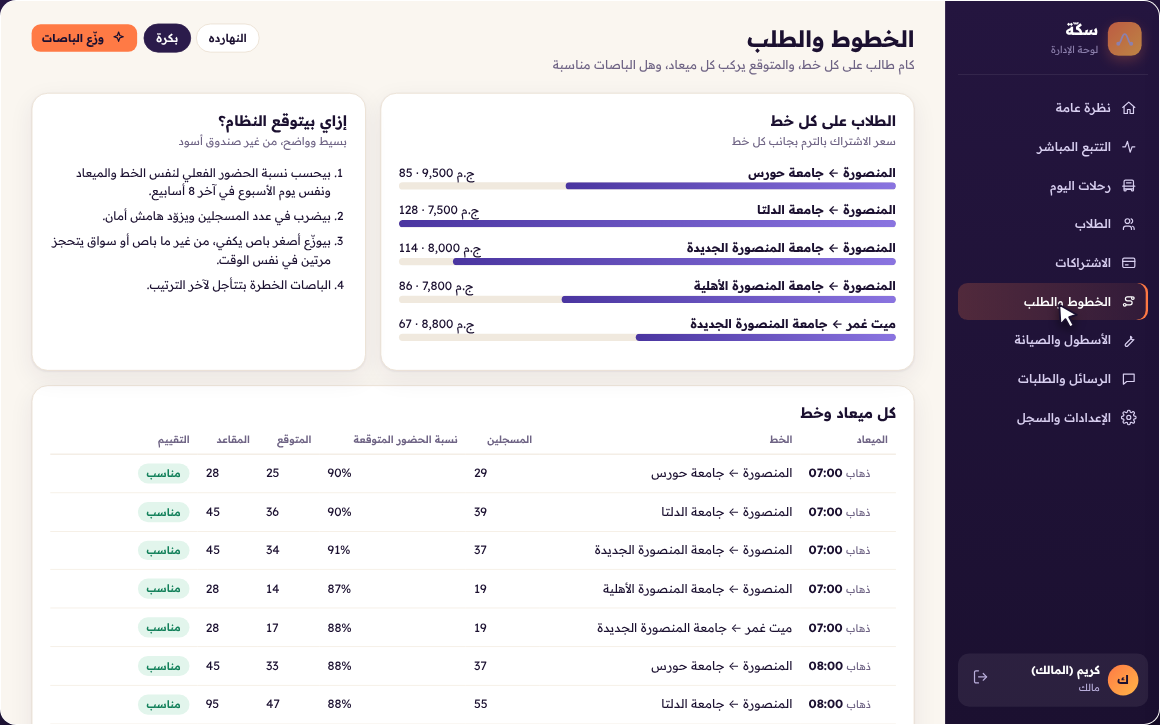 سكّة
لوحة الإدارة
نظرة عامة
التتبع المباشر
رحلات اليوم
الطلاب
الاشتراكات
الخطوط والطلب
الأسطول والصيانة
الرسائل والطلبات
الإعدادات والسجل
ك
كريم (المالك)
مالك
الخطوط والطلب
كام طالب على كل خط، والمتوقع يركب كل ميعاد، وهل الباصات مناسبة
النهارده
بكرة
وزّع الباصات
الطلاب على كل خط
سعر الاشتراك بالترم بجانب كل خط
المنصورة ← جامعة حورس
85 · 9,500 ج.م
المنصورة ← جامعة الدلتا
128 · 7,500 ج.م
المنصورة ← جامعة المنصورة الجديدة
114 · 8,000 ج.م
المنصورة ← جامعة المنصورة الأهلية
86 · 7,800 ج.م
ميت غمر ← جامعة المنصورة الجديدة
67 · 8,800 ج.م
إزاي بيتوقع النظام؟
بسيط وواضح، من غير صندوق أسود
1. بيحسب نسبة الحضور الفعلي لنفس الخط والميعاد
ونفس يوم الأسبوع في آخر 8 أسابيع.
2. بيضرب في عدد المسجلين ويزوّد هامش أمان.
3. بيوزّع أصغر باص يكفي، من غير ما باص أو سواق يتحجز
مرتين في نفس الوقت.
4. الباصات الخطرة بتتأجل لآخر الترتيب.
كل ميعاد وخط
الميعاد الخط المسجلين نسبة الحضور المتوقعة المتوقع المقاعد التقييم
ذهاب 07:00 المنصورة ← جامعة حورس 29 90% 25 28 مناسب
ذهاب 07:00 المنصورة ← جامعة الدلتا 39 90% 36 45 مناسب
ذهاب 07:00 المنصورة ← جامعة المنصورة الجديدة 37 91% 34 45 مناسب
ذهاب 07:00 المنصورة ← جامعة المنصورة الأهلية 19 87% 14 28 مناسب
ذهاب 07:00 ميت غمر ← جامعة المنصورة الجديدة 19 88% 17 28 مناسب
ذهاب 08:00 المنصورة ← جامعة حورس 37 88% 33 45 مناسب
ذهاب 08:00 المنصورة ← جامعة الدلتا 55 88% 47 95 مناسب